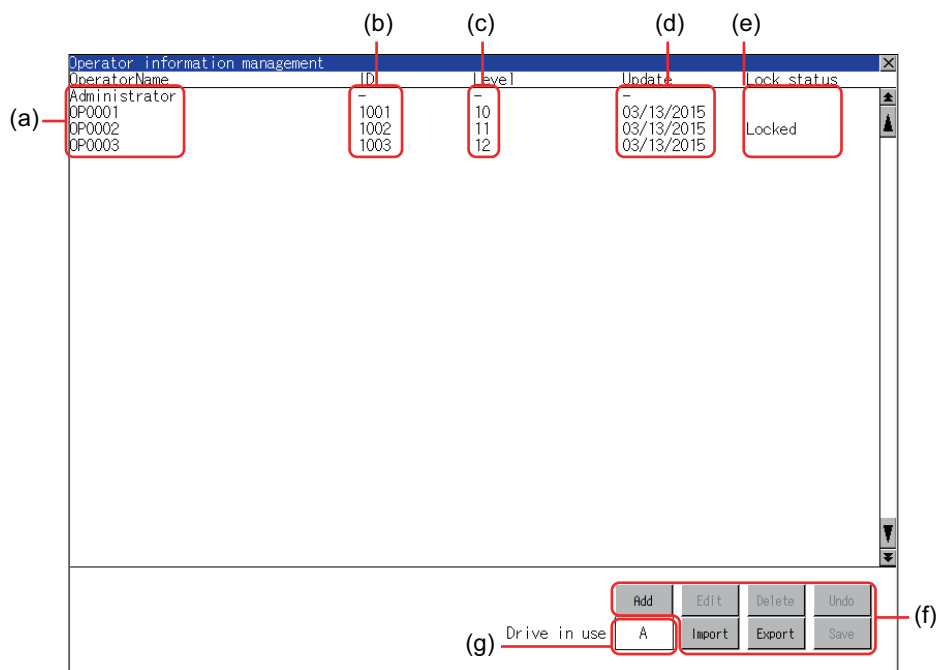 (b) (c) (d) (e)
Operator information management
OperatorName ID Level Update Lock status
Administrator - - -
(a)
OP0001 1001 10 03/13/2015
OP0002 1002 11 03/13/2015 Locked
OP0003 1003 12 03/13/2015
Add Edit Delete Undo
(f)
Drive in use A Import Export Save
(g)